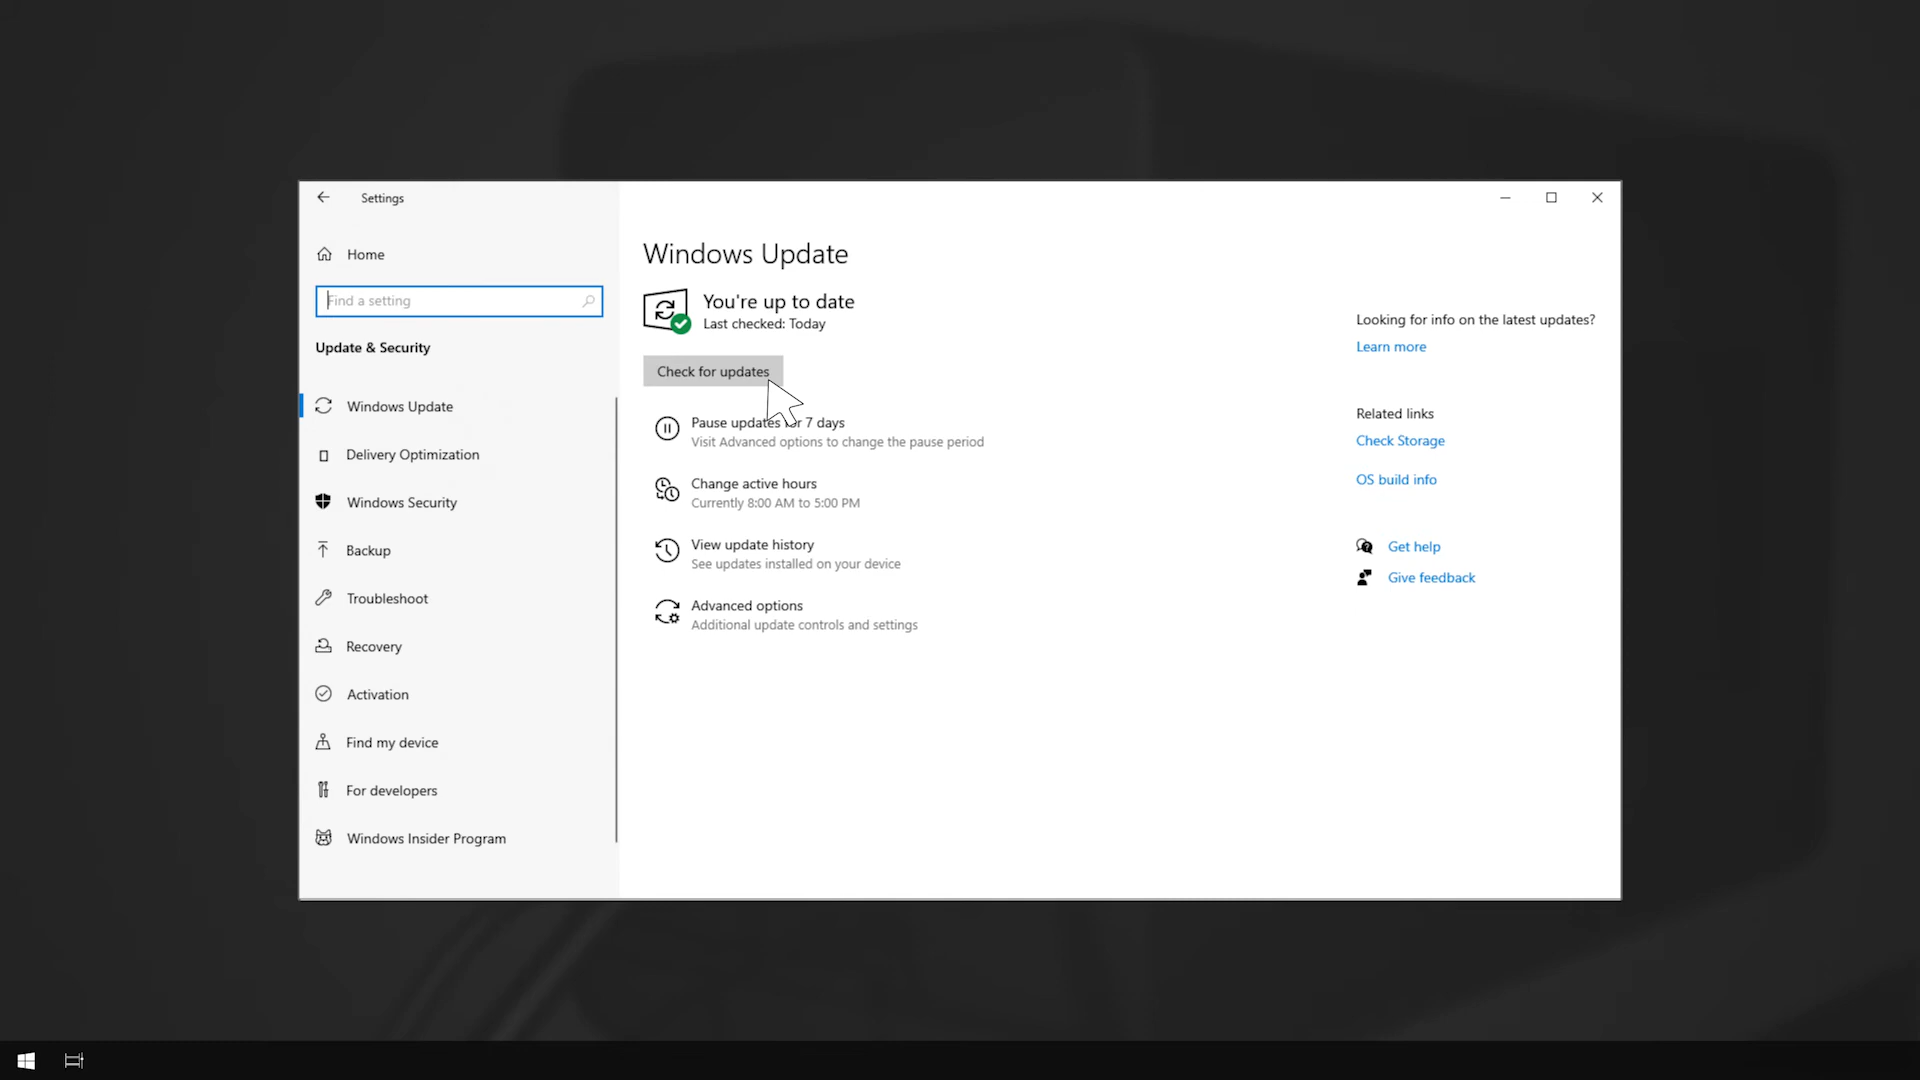 Settings
Home
Find a setting
Update & Security
Windows Update
Delivery Optimization
Windows Security
Backup
Troubleshoot
Recovery
Activation
Find my device
For developers
Windows Insider Program
Windows Update
You're up to date
Last checked: Today
Check for updates
Pause updates for 7 days
Visit Advanced options to change the pause period
Change active hours
Currently 8:00 AM to 5:00 PM
View update history
See updates installed on your device
Advanced options
Additional update controls and settings
Looking for info on the latest updates?
Learn more
Related links
Check Storage
OS build info
Get help
Give feedback